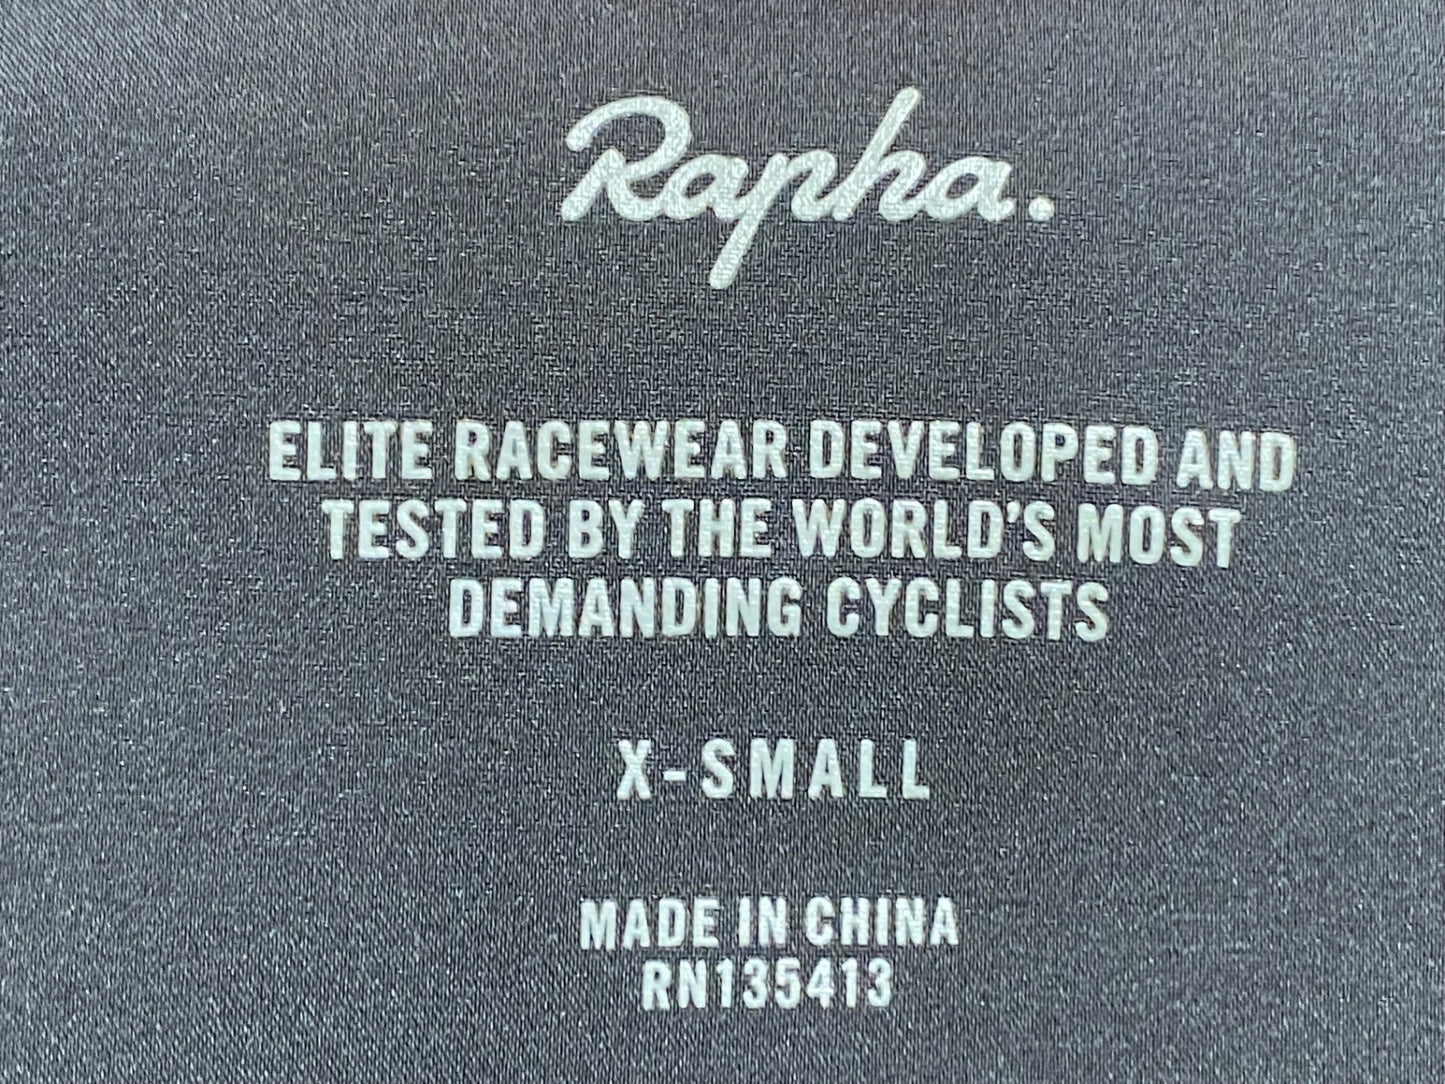 Rapha.
ELITE RACEWEAR DEVELOPED AND
TESTED BY THE WORLD'S MOST
DEMANDING CYCLISTS
X-SMALL
MADE IN CHINA
RN135413